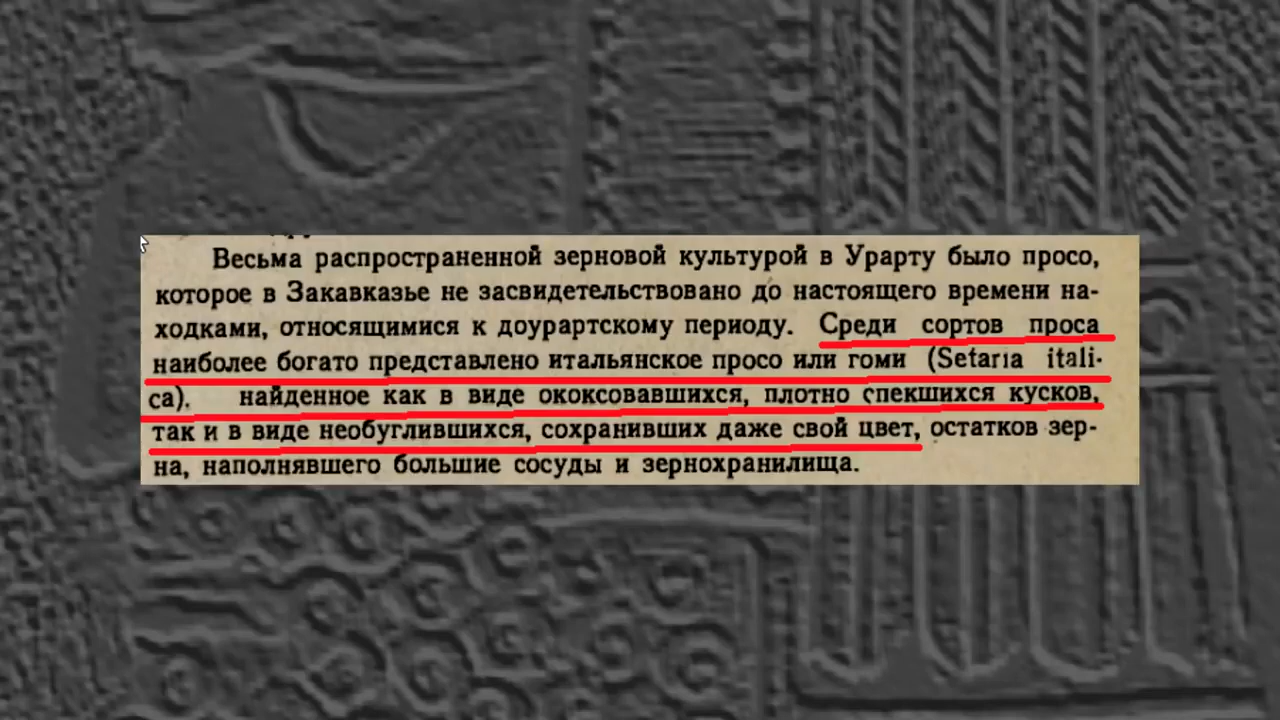 Весьма распространенной зерновой культурой в Урарту было просо,
которое в Закавказье не засвидетельствовано до настоящего времени на-
ходками, относящимися к доурартскому периоду. Среди сортов проса
наиболее богато представлено итальянское просо или гоми (Setaria itali-
ca). найденное как в виде ококсовавшихся, плотно спекшихся кусков,
так и в виде необуглившихся, сохранивших даже свой цвет, остатков зер-
на, наполнявшего большие сосуды и зернохранилища.